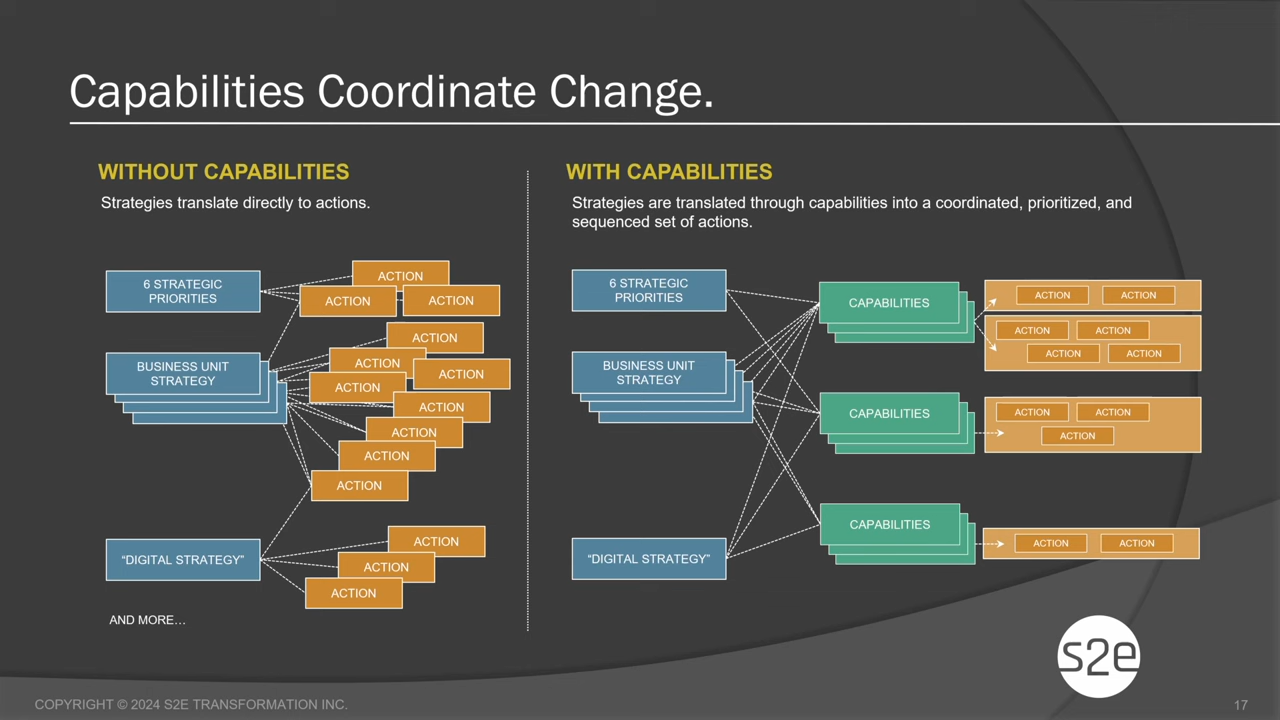 Capabilities Coordinate Change.
WITHOUT CAPABILITIES
Strategies translate directly to actions.
6 STRATEGIC
PRIORITIES
ACTION
ACTION
ACTION
BUSINESS UNIT
STRATEGY
ACTION
ACTION
ACTION
ACTION
ACTION
ACTION
ACTION
ACTION
“DIGITAL STRATEGY”
ACTION
ACTION
ACTION
AND MORE...
WITH CAPABILITIES
Strategies are translated through capabilities into a coordinated, prioritized, and
sequenced set of actions.
6 STRATEGIC
PRIORITIES
BUSINESS UNIT
STRATEGY
“DIGITAL STRATEGY”
CAPABILITIES
ACTION ACTION
ACTION ACTION
ACTION ACTION
CAPABILITIES
ACTION ACTION
ACTION
CAPABILITIES
ACTION ACTION
s2e
COPYRIGHT © 2024 S2E TRANSFORMATION INC.
17